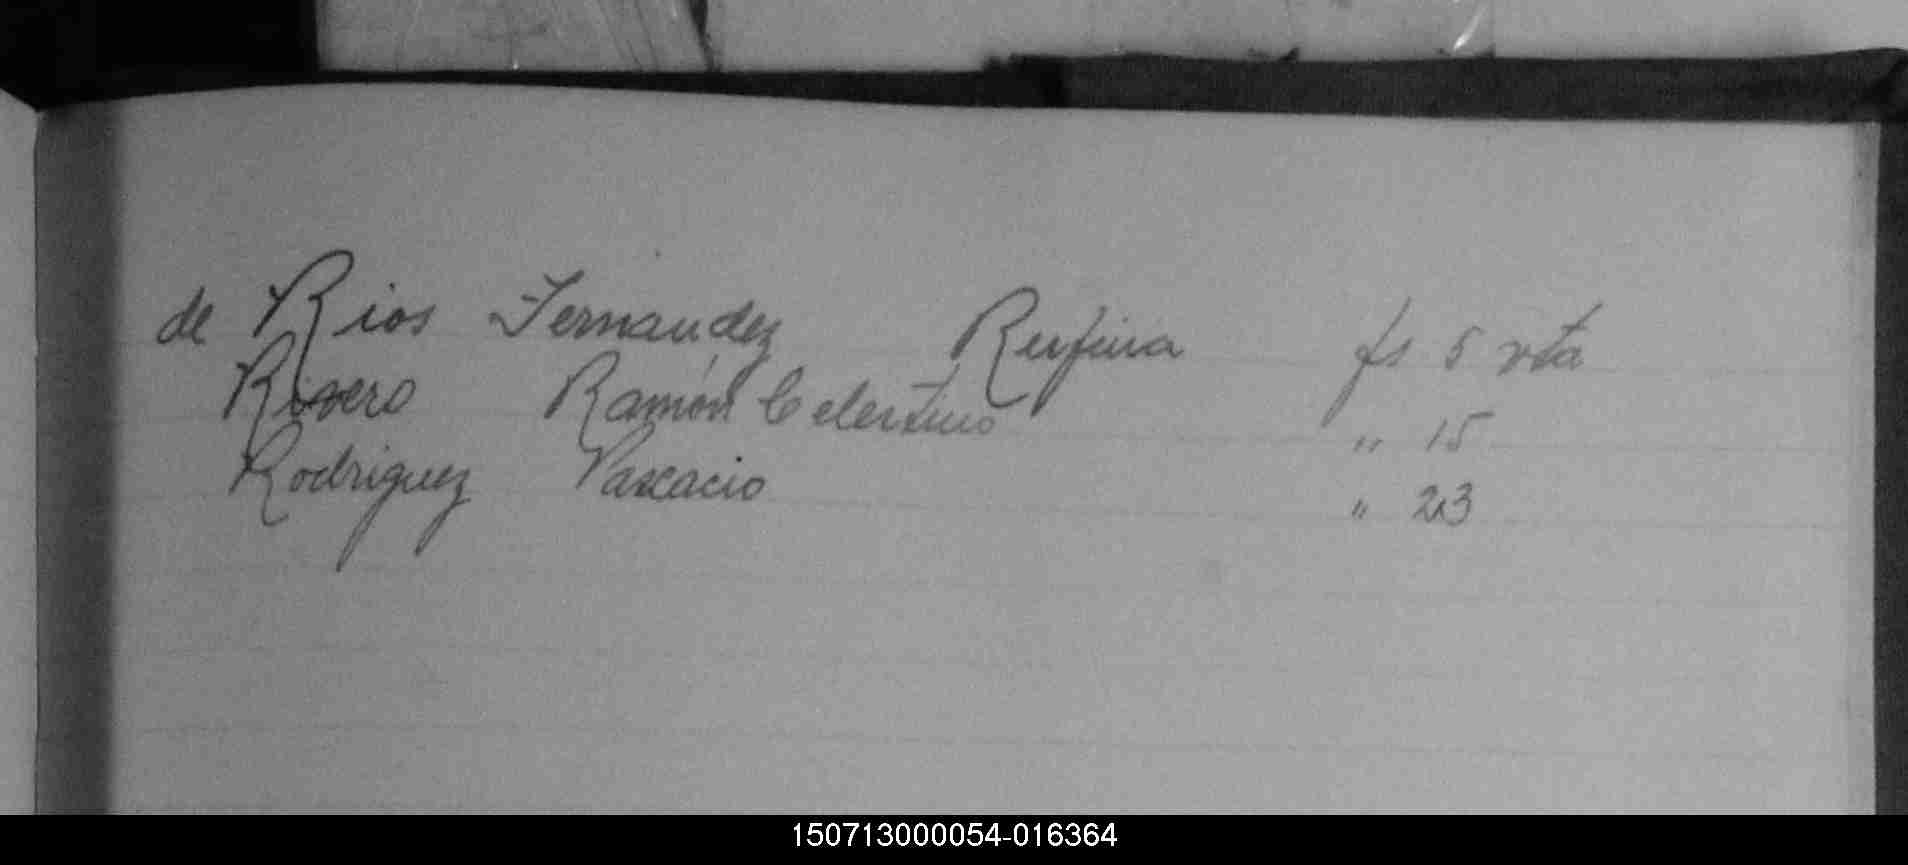 de Rios Fernandez Rufina fs 5 vta
Rivero Ramón Celestino " 15
Rodriguez Pascacio " 23
150713000054-016364